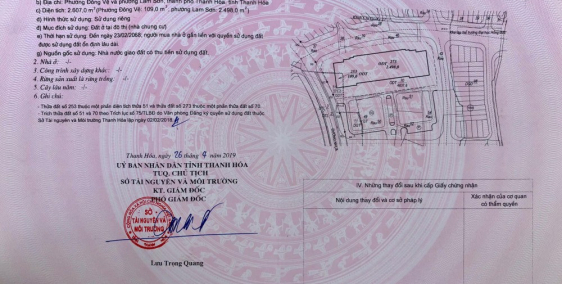 b) Địa chỉ: Phường Đông Vệ và phường Lam Sơn, thành phố Thanh Hóa, tỉnh Thanh Hóa
c) Diện tích: 2.607,0 m² (Phường Đông Vệ: 109,0 m², phường Lam Sơn: 2.498,0 m²)
d) Hình thức sử dụng: Sử dụng riêng
đ) Mục đích sử dụng: Đất ở tại đô thị (nhà chung cư)
e) Thời hạn sử dụng: Đến ngày 23/02/2068; người mua nhà ở gắn liền với quyền sử dụng đất
được sử dụng đất ổn định lâu dài.
g) Nguồn gốc sử dụng: Nhà nước giao đất có thu tiền sử dụng đất.
2. Nhà ở: -/-
3. Công trình xây dựng khác: -/-
4. Rừng sản xuất là rừng trồng: -/-
5. Cây lâu năm: -/-
6. Ghi chú:
- Thửa đất số 253 thuộc một phần diện tích thửa 51 và thửa đất số 273 thuộc một phần thửa đất số 70.
- Trích thửa đất số 51 và 70 theo Trích lục số 75/TLBĐ do Văn phòng Đăng ký quyền sử dụng đất thuộc
Sở Tài nguyên và Môi trường Thanh Hóa lập ngày 02/02/2018.
Thanh Hóa, ngày 26 tháng 4 năm 2019
UỶ BAN NHÂN DÂN TỈNH THANH HÓA
TUQ. CHỦ TỊCH
SỞ TÀI NGUYÊN VÀ MÔI TRƯỜNG
KT. GIÁM ĐỐC
PHÓ GIÁM ĐỐC
SỞ
TÀI NGUYÊN VÀ
MÔI TRƯỜNG
Lưu Trọng Quang
IV. Những thay đổi sau khi cấp Giấy chứng nhận
Nội dung thay đổi và cơ sở pháp lý
Xác nhận của cơ quan
có thẩm quyền